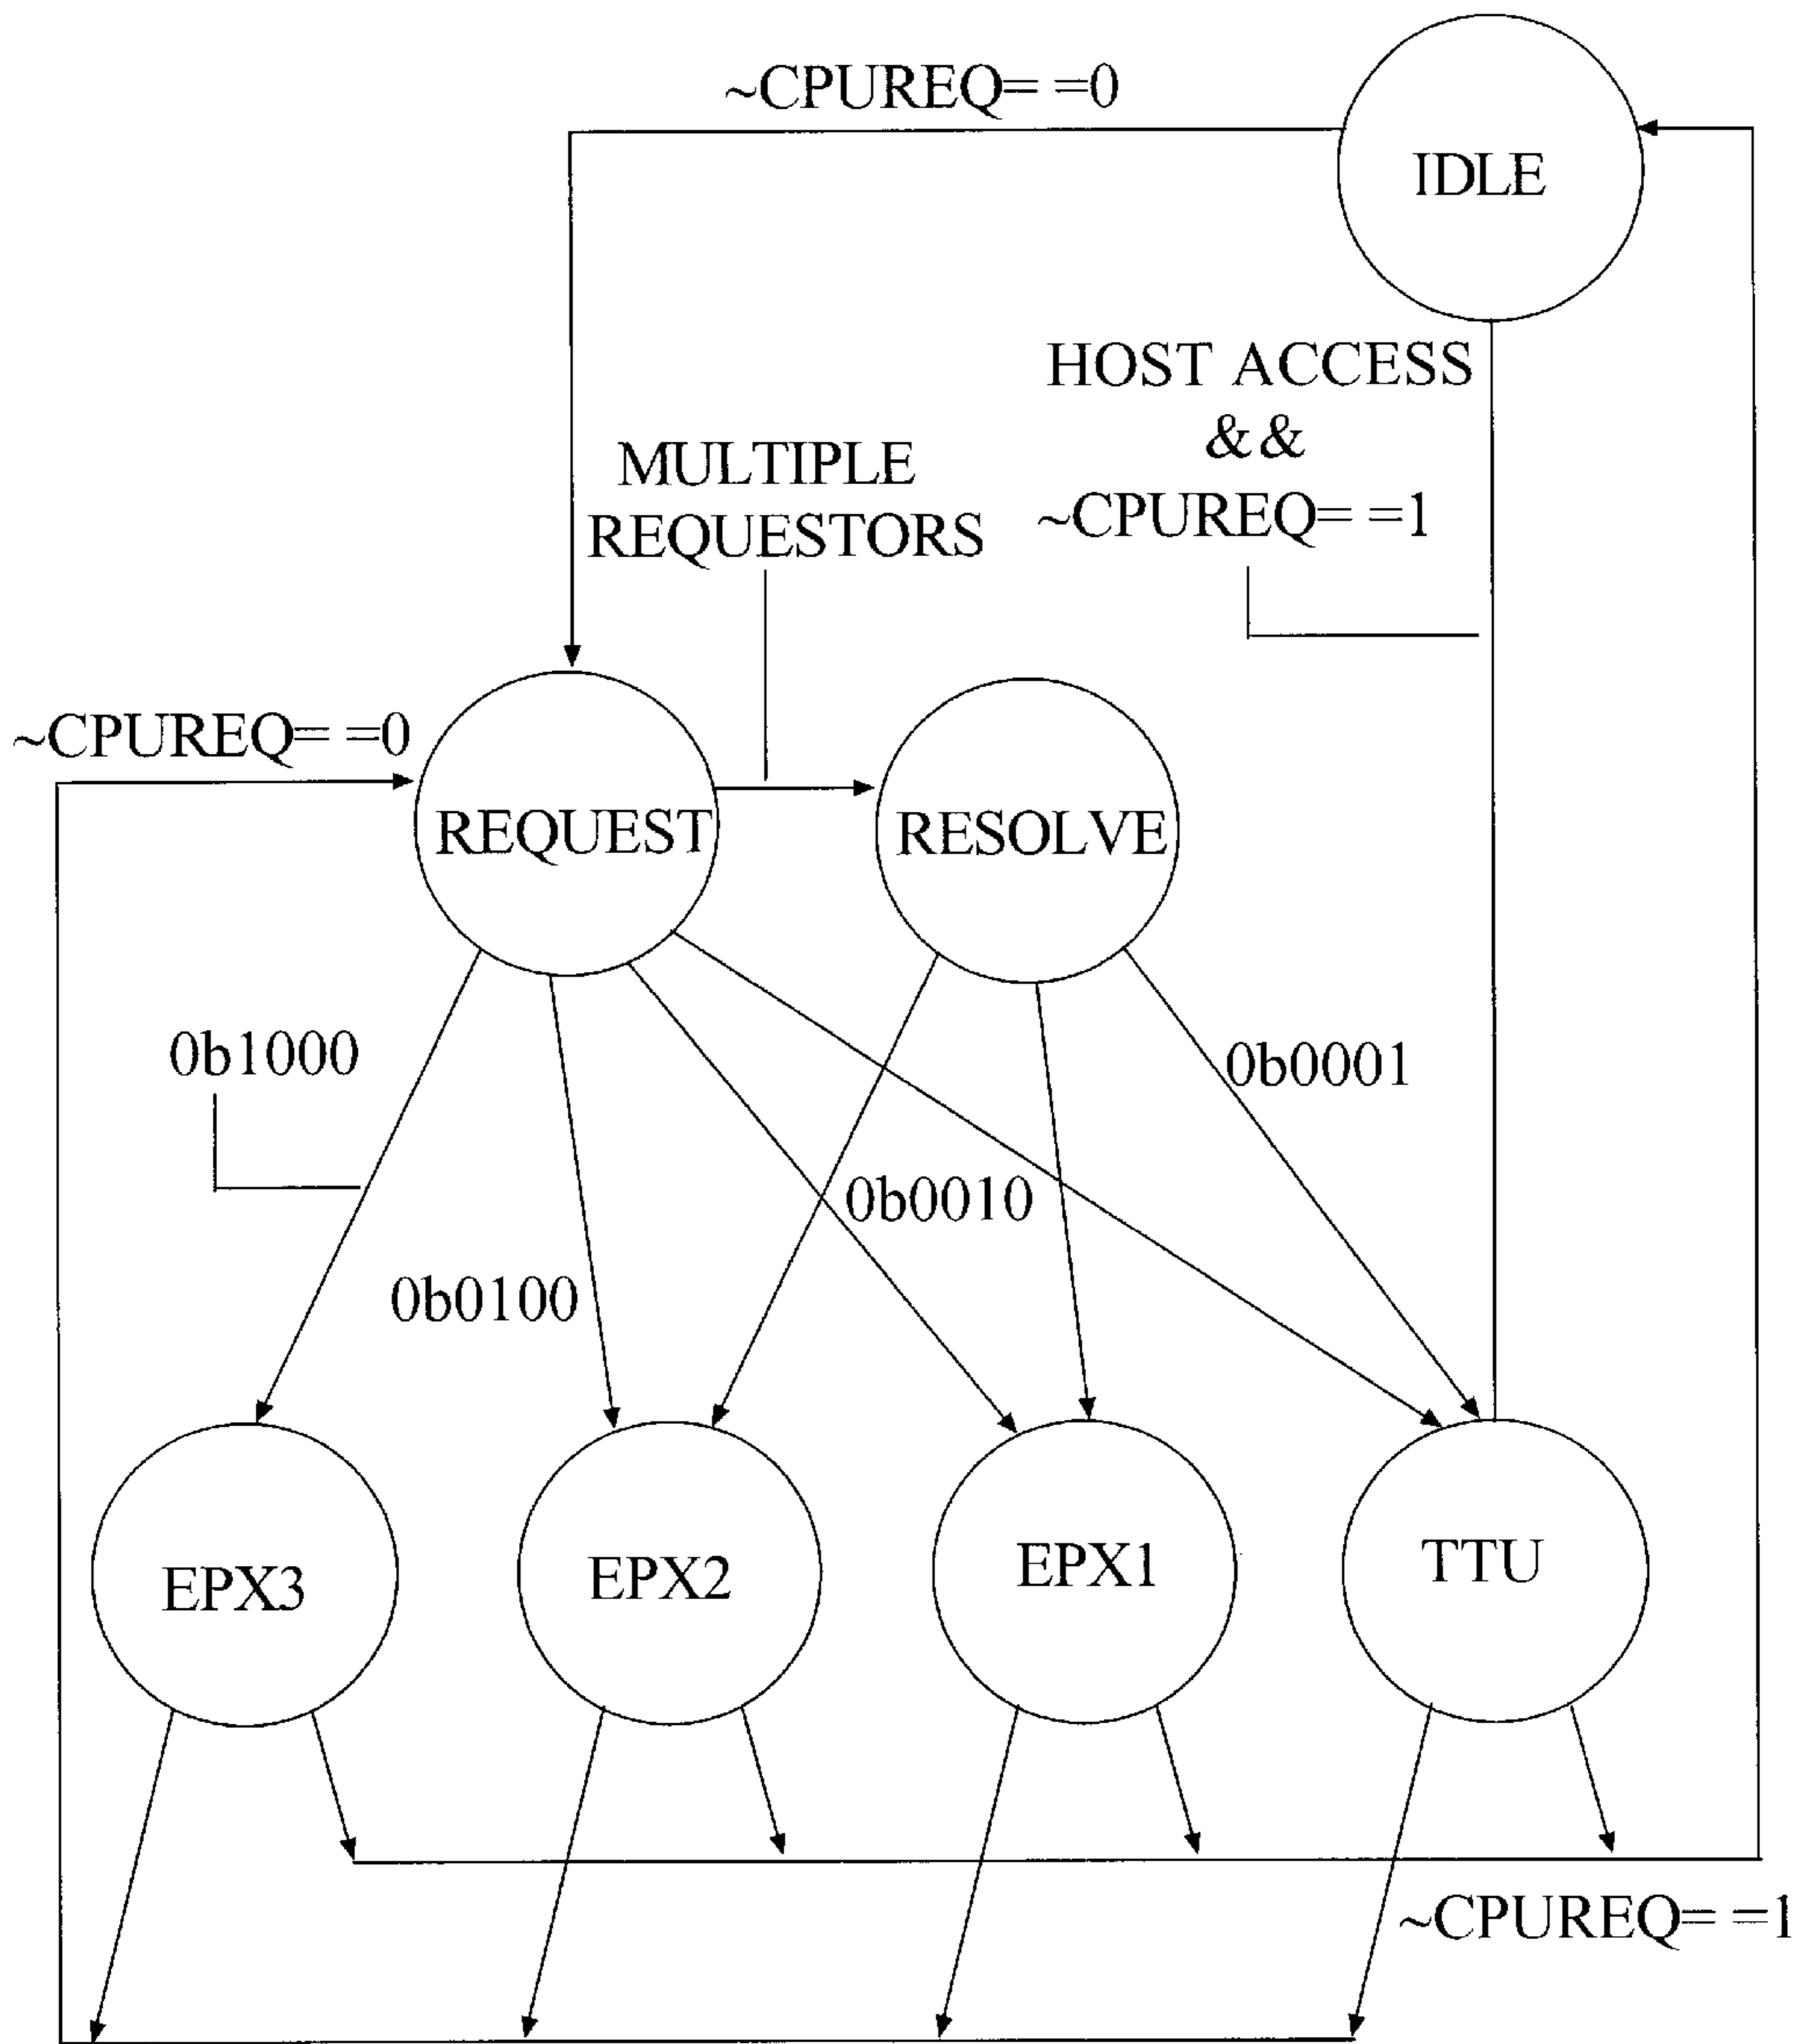 ~CPUREQ= =0
IDLE
HOST ACCESS
&&
~CPUREQ= =1
MULTIPLE
REQUESTORS
~CPUREQ= =0
REQUEST
RESOLVE
0b1000
0b0001
0b0010
0b0100
EPX3
EPX2
EPX1
TTU
~CPUREQ= =1